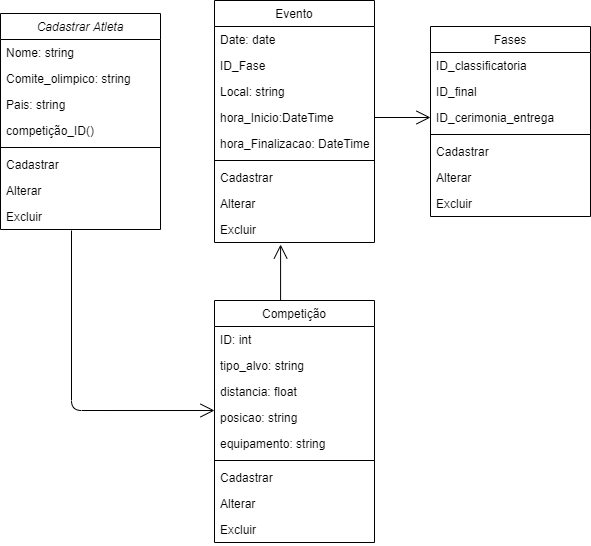 Cadastrar Atleta
Nome: string
Comite_olimpico: string
Pais: string
competição_ID()
Cadastrar
Alterar
Excluir
Evento
Date: date
ID_Fase
Local: string
hora_Inicio:DateTime
hora_Finalizacao: DateTime
Cadastrar
Alterar
Excluir
Fases
ID_classificatoria
ID_final
ID_cerimonia_entrega
Cadastrar
Alterar
Excluir
Competição
ID: int
tipo_alvo: string
distancia: float
posicao: string
equipamento: string
Cadastrar
Alterar
Excluir